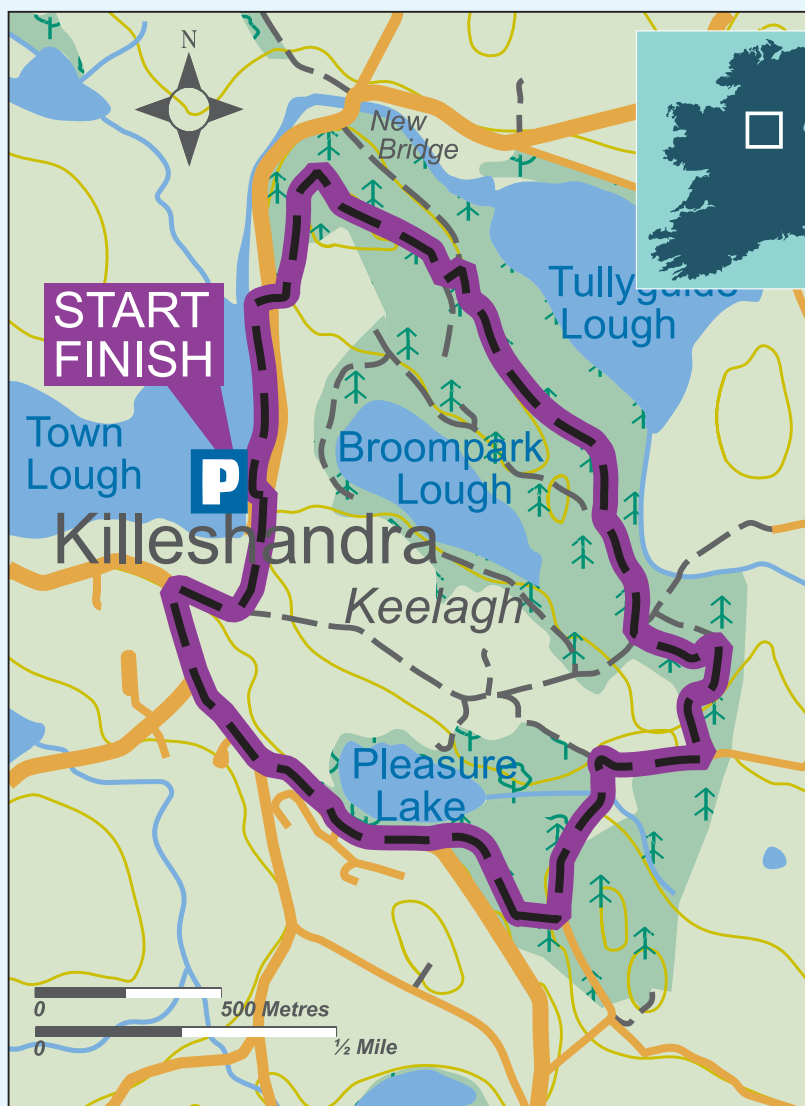 N
New
Bridge
Tullyguide
Lough
START
FINISH
Town
Lough
P
Broompark
Lough
Killeshandra
Keelagh
Pleasure
Lake
0 500 Metres
0 ½ Mile